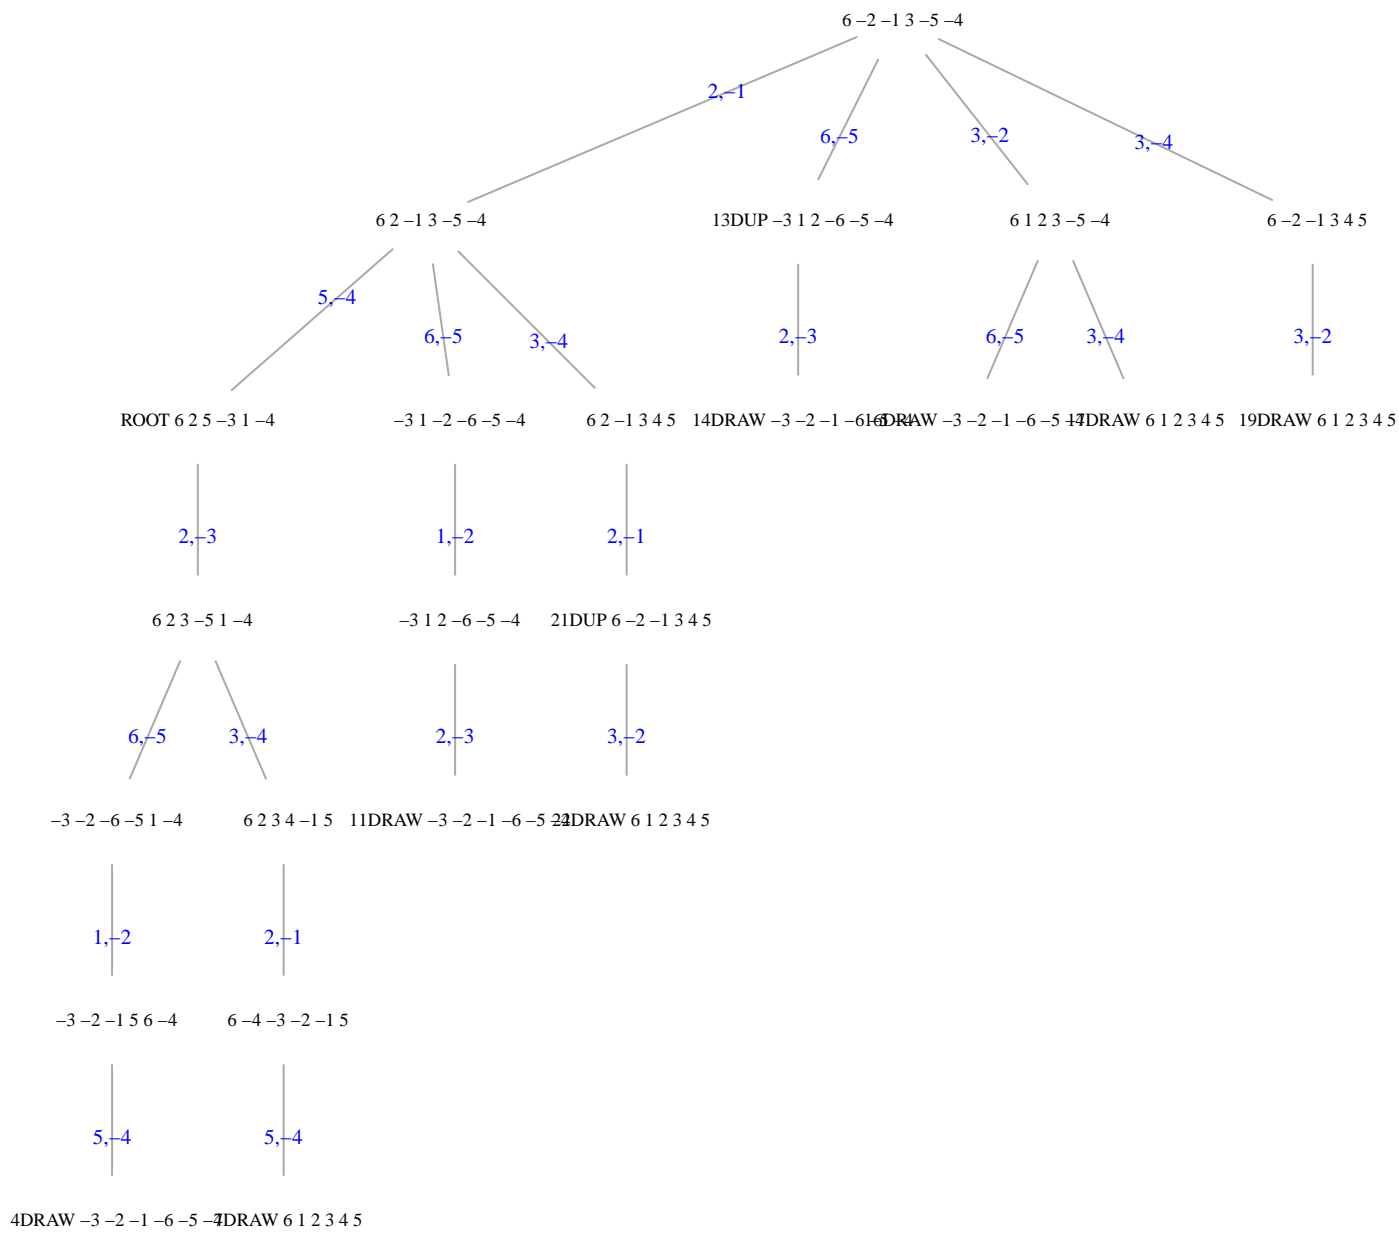 6 –2 –1 3 –5 –4
2,–1
6,–5
3,–2
3,–4
6 2 –1 3 –5 –4
13DUP –3 1 2 –6 –5 –4
6 1 2 3 –5 –4
6 –2 –1 3 4 5
5,–4
6,–5
3,–4
2,–3
6,–5
3,–4
3,–2
ROOT 6 2 5 –3 1 –4
–3 1 –2 –6 –5 –4
6 2 –1 3 4 5
14DRAW –3 –2 –1 –6 –5 –4
16DRAW –3 –2 –1 –6 –5 –4
17DRAW 6 1 2 3 4 5
19DRAW 6 1 2 3 4 5
2,–3
1,–2
2,–1
6 2 3 –5 1 –4
–3 1 2 –6 –5 –4
21DUP 6 –2 –1 3 4 5
6,–5
3,–4
2,–3
3,–2
–3 –2 –6 –5 1 –4
6 2 3 4 –1 5
11DRAW –3 –2 –1 –6 –5 –4
22DRAW 6 1 2 3 4 5
1,–2
2,–1
–3 –2 –1 5 6 –4
6 –4 –3 –2 –1 5
5,–4
5,–4
4DRAW –3 –2 –1 –6 –5 –4
7DRAW 6 1 2 3 4 5